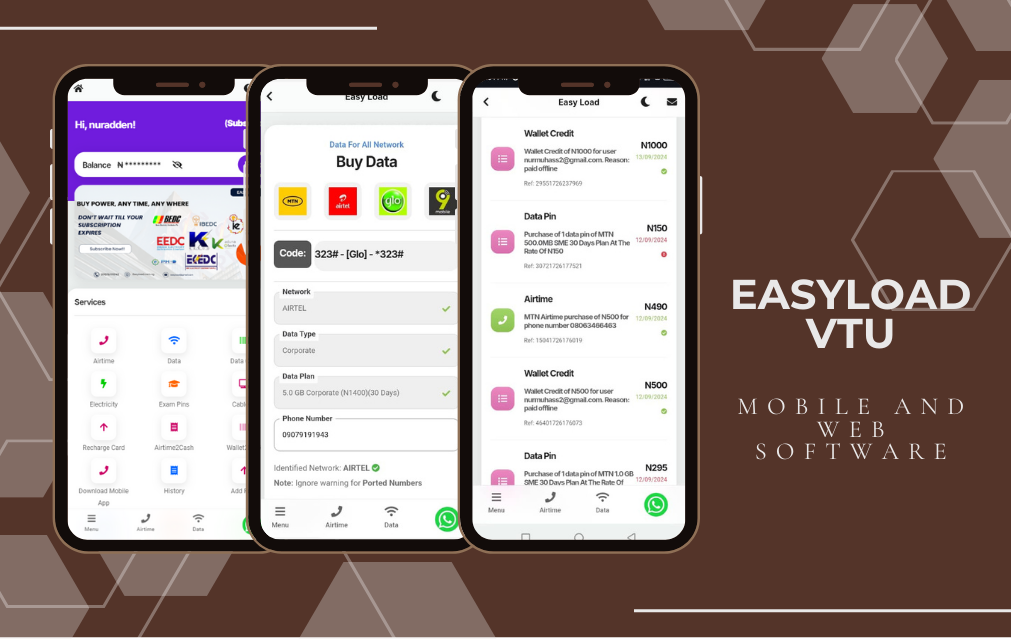 Hi, nuradden!
(Subs
Balance ₦ *********
BUY POWER, ANY TIME, ANY WHERE
DON'T WAIT TILL YOUR
SUBSCRIPTION
EXPIRES
Subscribe Now!!
BEDC
IBEDC
EEDC
EKEDC
Services
Airtime
Data
Data
Electricity
Exam Pins
Cabl
Recharge Card
Airtime2Cash
Wallet2
Download Mobile
App
History
Add
Menu
Airtime
Data
Easy Load
Data For All Network
Buy Data
MTN
airtel
glo
9
Code:
323# - [Glo] - *323#
Network
AIRTEL
Data Type
Corporate
Data Plan
5.0 GB Corporate (N1400)(30 Days)
Phone Number
09079191943
Identified Network: AIRTEL
Note: Ignore warning for Ported Numbers
Menu
Airtime
Data
Easy Load
Wallet Credit
N1000
Wallet Credit of N1000 for user
nurmuhass2@gmail.com. Reason:
paid offline
13/09/2024
Ref: 29551726237969
Data Pin
N150
Purchase of 1 data pin of MTN
500.0MB SME 30 Days Plan At The
Rate Of N150
12/09/2024
Ref: 20721726177521
Airtime
N490
MTN Airtime purchase of N500 for
phone number 08063466463
12/09/2024
Ref: 15041726176019
Wallet Credit
N500
Wallet Credit of N500 for user
nurmuhass2@gmail.com. Reason:
paid offline
13/09/2024
Ref: 46401726176073
Data Pin
N295
Purchase of 1 data pin of MTN 1.0 GB
SME 30 Days Plan At The Rate Of
12/09/2024
Menu
Airtime
Data
EASYLOAD
VTU
MOBILE AND
WEB
SOFTWARE